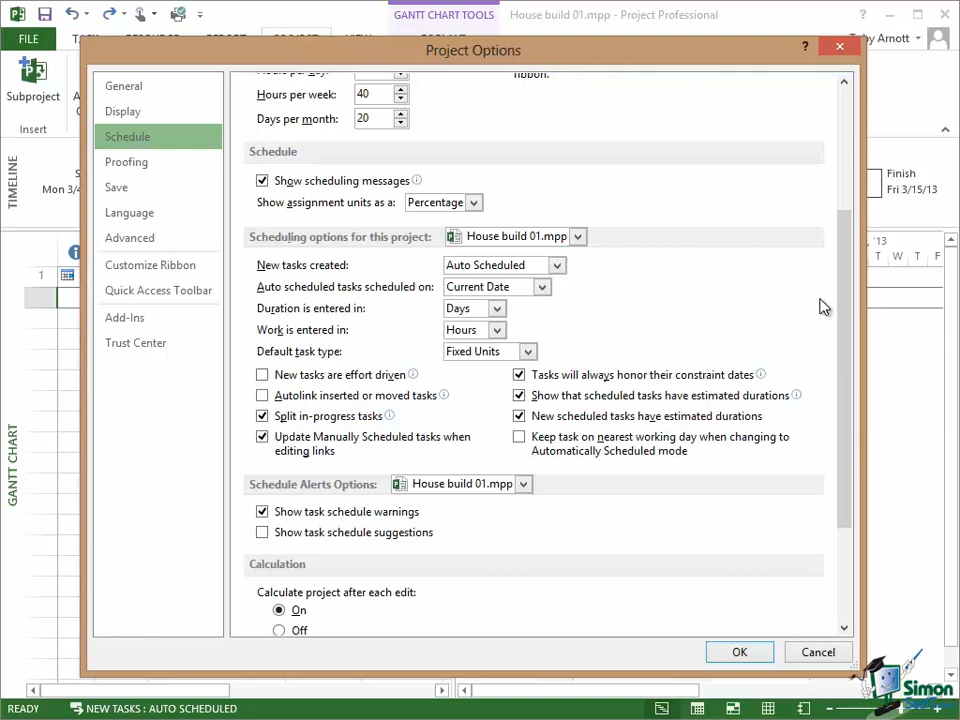 GANTT CHART TOOLS
House build 01.mpp - Project Professional
?
FILE
Toby Arnott
Project Options
?
Subproject
Insert
TIMELINE
Mon 3/4
Finish
Fri 3/15/13
'13
T W T F
1
GANTT CHART
General
Display
Schedule
Proofing
Save
Language
Advanced
Customize Ribbon
Quick Access Toolbar
Add-Ins
Trust Center
ribbon.
Hours per week: 40
Days per month: 20
Schedule
Show scheduling messages
Show assignment units as a: Percentage
Scheduling options for this project: House build 01.mpp
New tasks created: Auto Scheduled
Auto scheduled tasks scheduled on: Current Date
Duration is entered in: Days
Work is entered in: Hours
Default task type: Fixed Units
New tasks are effort driven
Tasks will always honor their constraint dates
Autolink inserted or moved tasks
Show that scheduled tasks have estimated durations
Split in-progress tasks
New scheduled tasks have estimated durations
Update Manually Scheduled tasks when
editing links
Keep task on nearest working day when changing to
Automatically Scheduled mode
Schedule Alerts Options: House build 01.mpp
Show task schedule warnings
Show task schedule suggestions
Calculation
Calculate project after each edit:
On
Off
OK
Cancel
READY
NEW TASKS : AUTO SCHEDULED
Simon